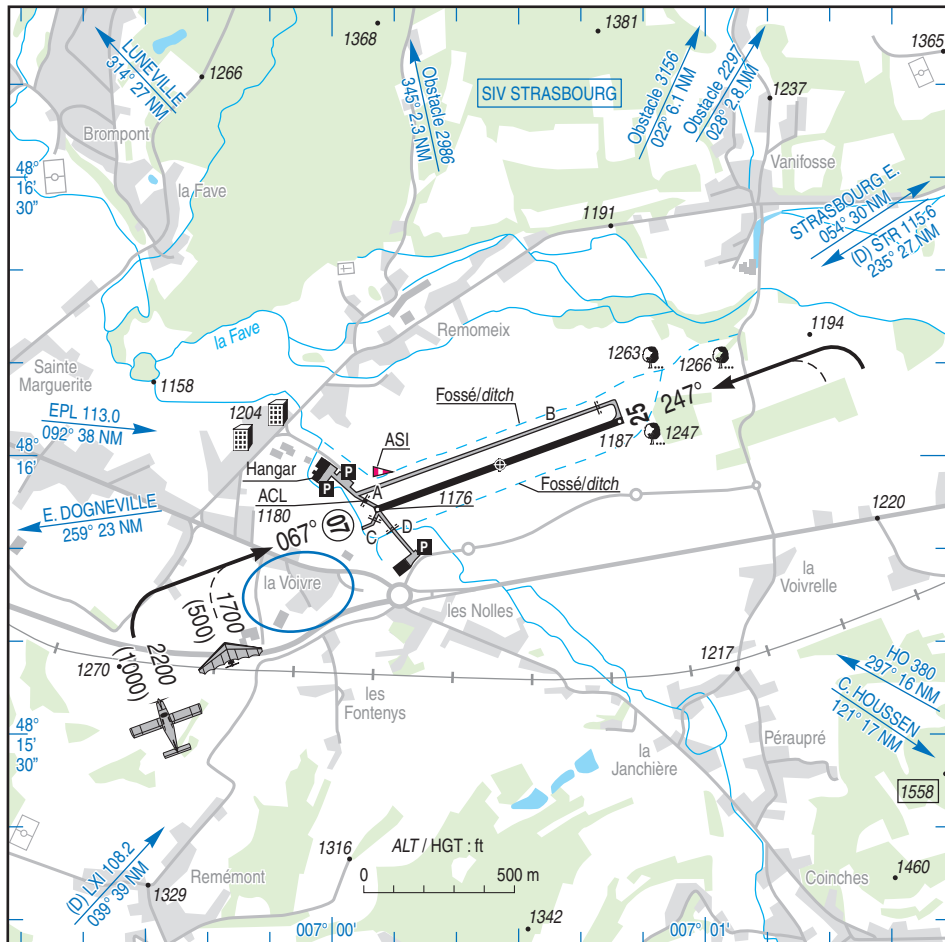 1368
1381
1365
LUNEVILLE
314° 27 NM
1266
Obstacle 2986
345° 2.3 NM
SIV STRASBOURG
Obstacle 3156
022° 6.1 NM
Obstacle 2297
028° 2.8 NM
1237
Brompont
Vanifosse
48°
16'
30"
la Fave
1191
STRASBOURG E.
054° 30 NM
(D) STR 115.6
235° 27 NM
la Fave
Remomeix
1194
Sainte
Marguerite
1158
1263
1266
EPL 113.0
092° 38 NM
1204
Fossé/ditch
B
25
247°
1187
1247
48°
16'
ASI
Hangar
P
P
A
ACL
1180
1176
Fossé/ditch
E. DOGNEVILLE
259° 23 NM
067°
07
C
D
P
1220
la Voivre
la
Voivrelle
1700
(500)
les Nolles
2200
(1000)
1270
1217
HO 380
297° 16 NM
C. HOUSSEN
121° 17 NM
les
Fontenys
48°
15'
30"
la
Janchière
Péraupré
1558
ALT / HGT : ft
0
500 m
(D) LXI 108.2
039° 39 NM
1316
Remémont
1329
1460
Coinches
1342
007° 00'
007° 01'